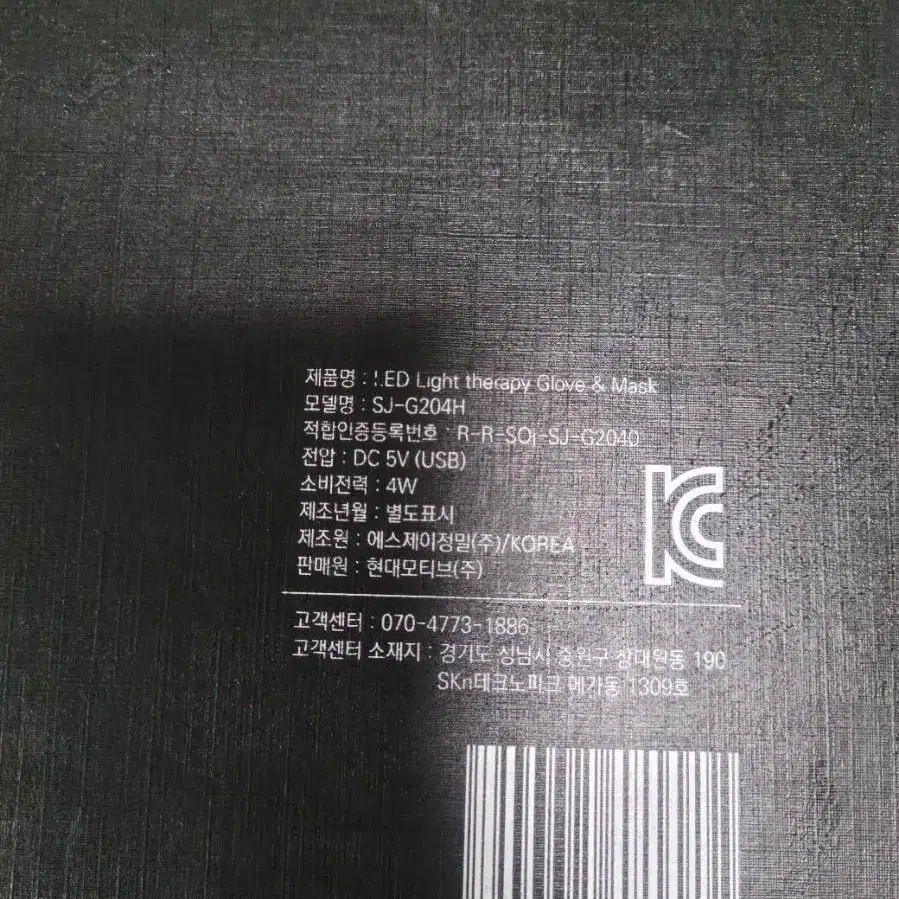 제품명 : LED Light therapy Glove & Mask
모델명 : SJ-G204H
적합인증등록번호 : R-R-SOj-SJ-G2040
전압 : DC 5V (USB)
소비전력 : 4W
제조년월 : 별도표시
제조원 : 에스제이정밀(주)/KOREA
판매원 : 현대모티브(주)
고객센터 : 070-4773-1886
고객센터 소재지 : 경기도 성남시 중원구 상대원동 190
SKn테크노파크 메가동 1309호